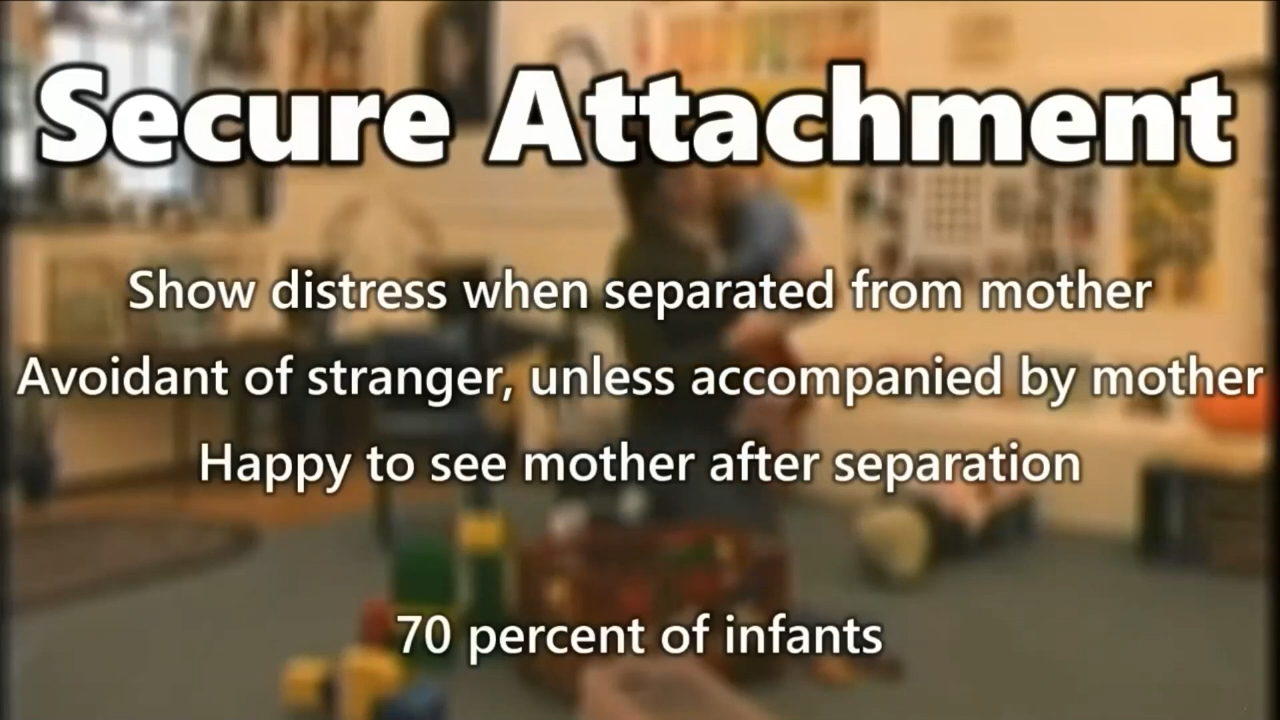 Secure Attachment
Show distress when separated from mother
Avoidant of stranger, unless accompanied by mother
Happy to see mother after separation
70 percent of infants